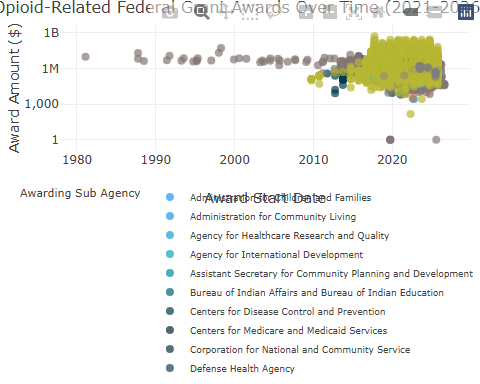 Opioid-Related Federal Grant Awards Over Time (2021-2026
1B
1M
1,000
1
Award Amount ($)
1980
1990
2000
2010
2020
Award Start Date
Awarding Sub Agency
Administration for Children and Families
Administration for Community Living
Agency for Healthcare Research and Quality
Agency for International Development
Assistant Secretary for Community Planning and Development
Bureau of Indian Affairs and Bureau of Indian Education
Centers for Disease Control and Prevention
Centers for Medicare and Medicaid Services
Corporation for National and Community Service
Defense Health Agency